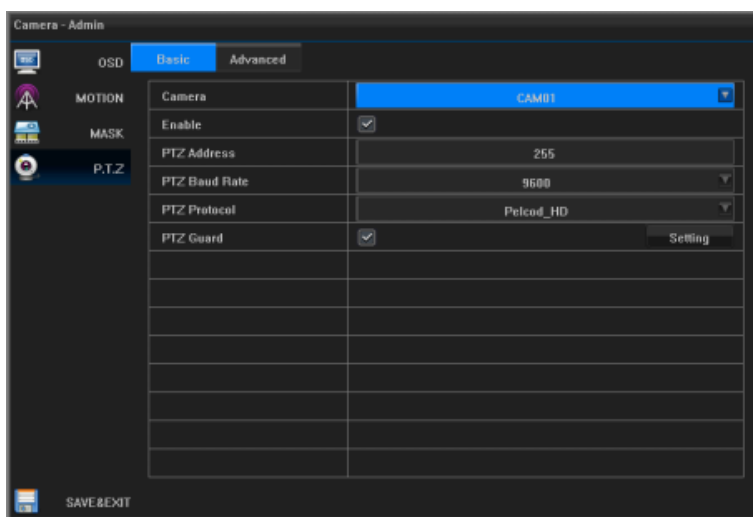 Camera - Admin
OSD
MOTION
MASK
P.T.Z
SAVE&EXIT
Basic Advanced
Camera CAM01
Enable
PTZ Address 255
PTZ Baud Rate 9600
PTZ Protocol Pelcod_HD
PTZ Guard Setting